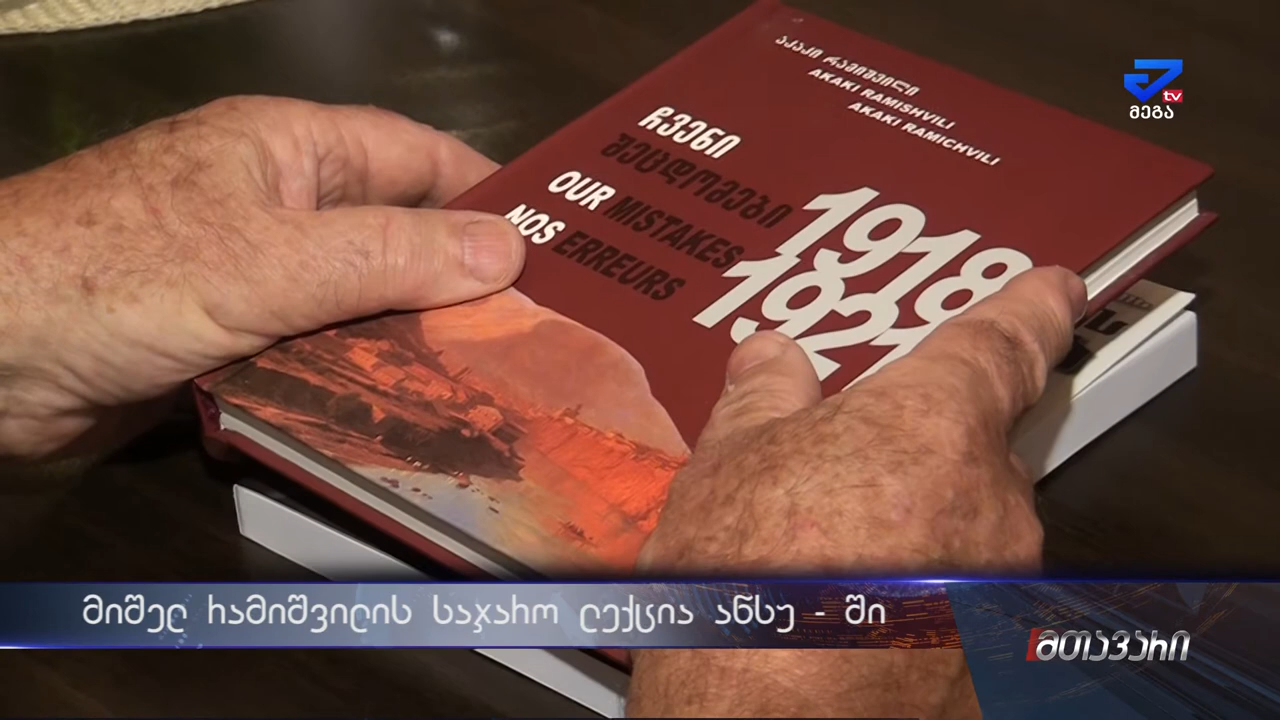 აკაკი რამიშვილი
AKAKI RAMISHVILI
AKAKI RAMICHVILI
ჩვენი
შეცდომები
OUR MISTAKES
NOS ERREURS
1918
1921
tv
მეგა
მიშელ რამიშვილის საჯარო ლექცია ანსუ - ში
მთავარი